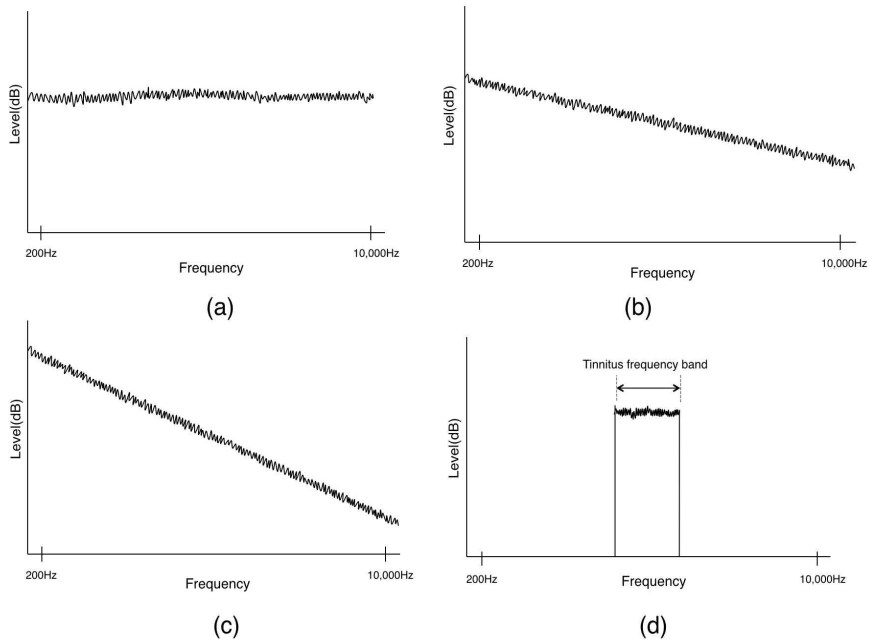 Level(dB)
200Hz
10,000Hz
Frequency
(a)
Level(dB)
200Hz
10,000Hz
Frequency
(b)
Level(dB)
200Hz
10,000Hz
Frequency
(c)
Tinnitus frequency band
Level(dB)
200Hz
10,000Hz
Frequency
(d)